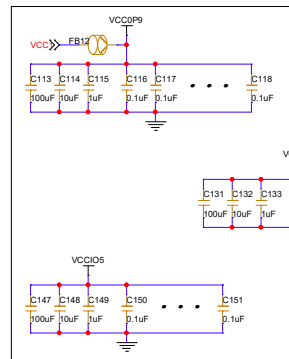 VCC0P9
VCC
FB12
C113 C114 C115 C116 C117 C118
100uF 10uF 1uF 0.1uF 0.1uF 0.1uF
C131 C132 C133
100uF 10uF 1uF
VCCIO5
C147 C148 C149 C150 C151
100uF 10uF 1uF 0.1uF 0.1uF